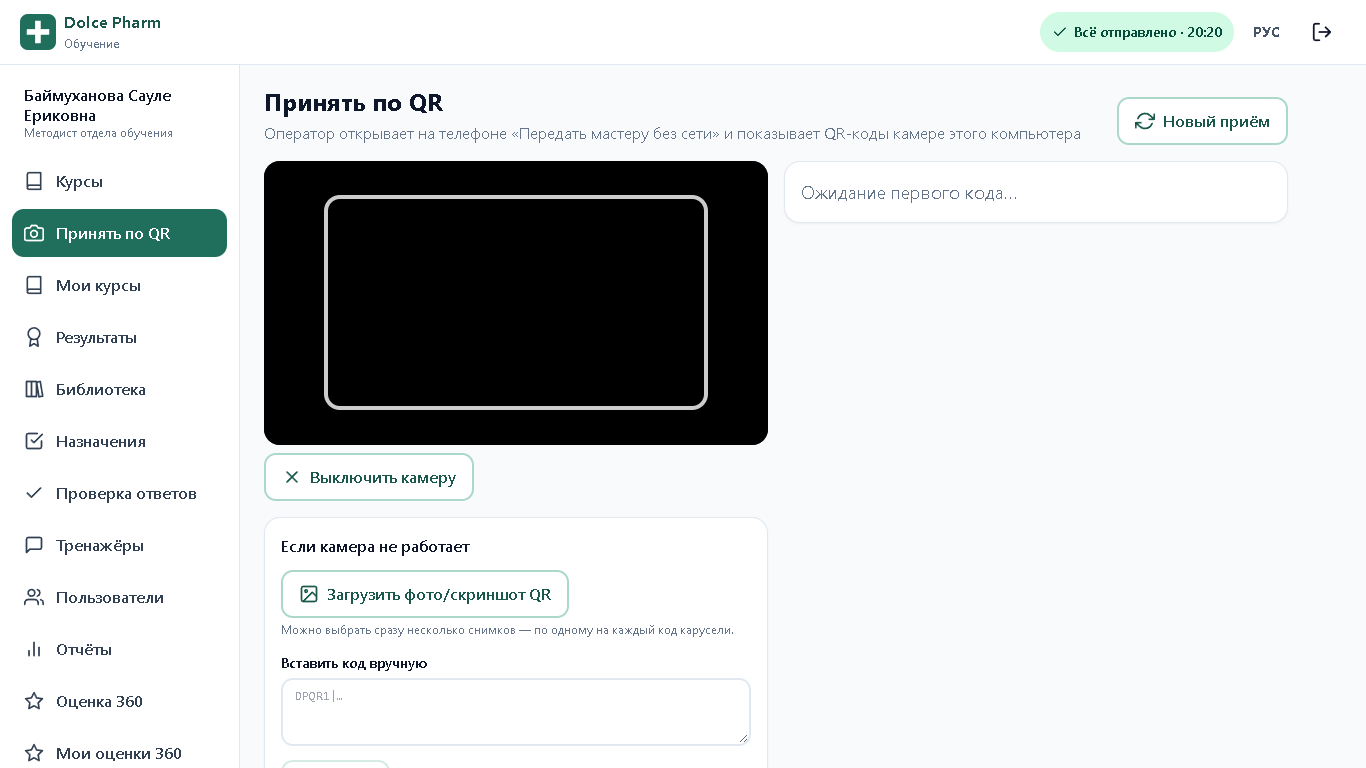 Dolce Pharm
Обучение
Всё отправлено · 20:20
РУС
Баймуханова Сауле
Ериковна
Методист отдела обучения
Курсы
Принять по QR
Мои курсы
Результаты
Библиотека
Назначения
Проверка ответов
Тренажёры
Пользователи
Отчёты
Оценка 360
Мои оценки 360
Принять по QR
Оператор открывает на телефоне «Передать мастеру без сети» и показывает QR-коды камере этого компьютера
Новый приём
Ожидание первого кода…
Выключить камеру
Если камера не работает
Загрузить фото/скриншот QR
Можно выбрать сразу несколько снимков — по одному на каждый код карусели.
Вставить код вручную
DPQR1|…